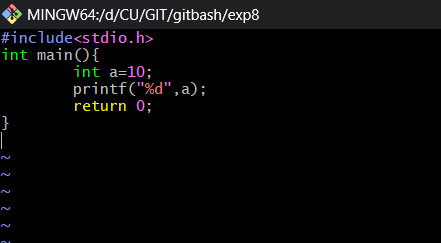 MINGW64:/d/CU/GIT/gitbash/exp8
#include<stdio.h>
int main(){
        int a=10;
        printf("%d",a);
        return 0;
}
~
~
~
~
~
~